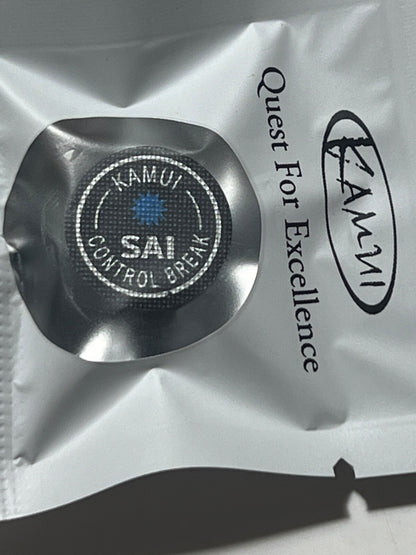 KAMUI
Quest For Excellence
KAMUI
SAI
CONTROL BREAK